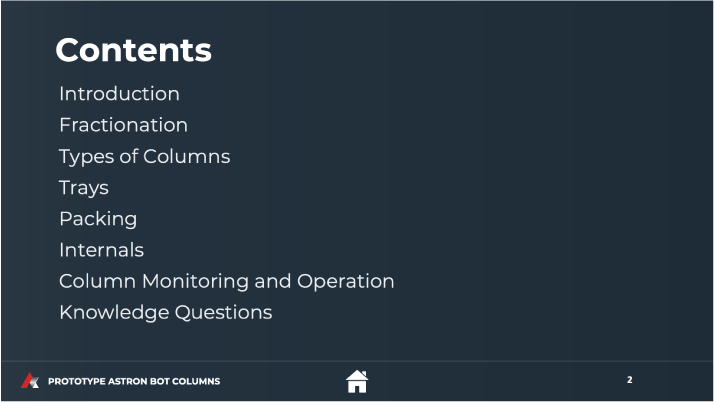 Contents
Introduction
Fractionation
Types of Columns
Trays
Packing
Internals
Column Monitoring and Operation
Knowledge Questions
PROTOTYPE ASTRON BOT COLUMNS
2